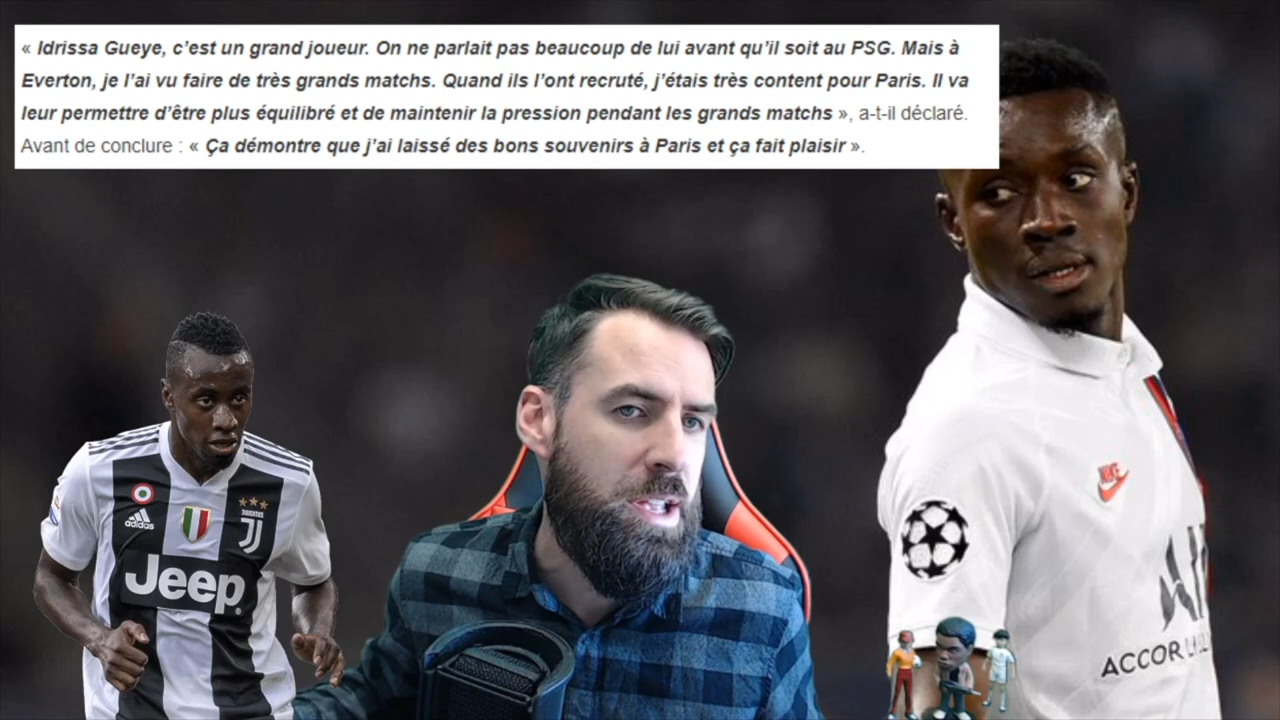 « Idrissa Gueye, c’est un grand joueur. On ne parlait pas beaucoup de lui avant qu’il soit au PSG. Mais à
Everton, je l’ai vu faire de très grands matchs. Quand ils l’ont recruté, j’étais très content pour Paris. Il va
leur permettre d’être plus équilibré et de maintenir la pression pendant les grands matchs », a-t-il déclaré.
Avant de conclure : « Ça démontre que j’ai laissé des bons souvenirs à Paris et ça fait plaisir ».
adidas
JUVENTUS
Jeep
ACCOR